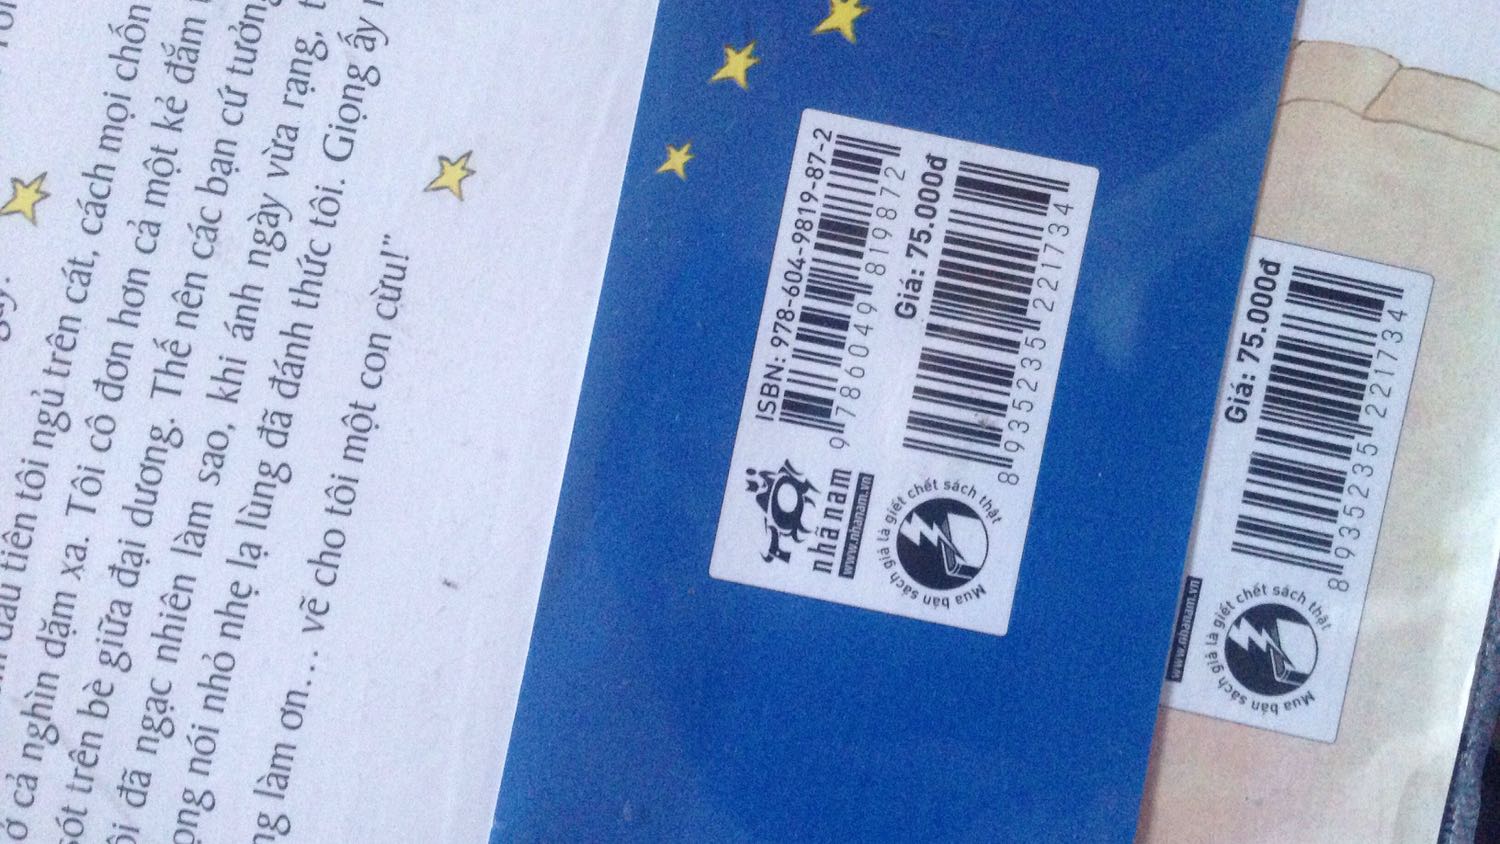 ở cả nghìn dặm xa. Tôi cô đơn hơn cả một kẻ đắm
đầu tiên tôi ngủ trên cát, cách mọi chốn
sót trên bè giữa đại dương. Thế nên các bạn cứ tưởng
đã ngạc nhiên làm sao, khi ánh ngày vừa rạng,
nói nhỏ nhẹ lạ lùng đã đánh thức tôi. Giọng ấy
làm ơn... vẽ cho tôi một con cừu!"
ISBN: 978-604-9819-87-2
9 786049 819872
Giá: 75.000đ
8 935235 221734
nhã nam
www.nhanam.vn
Mua bán sách giả là giết chết sách thật
Giá: 75.000đ
8 935235 221734
www.nhanam.vn
Mua bán sách giả là giết chết sách thật